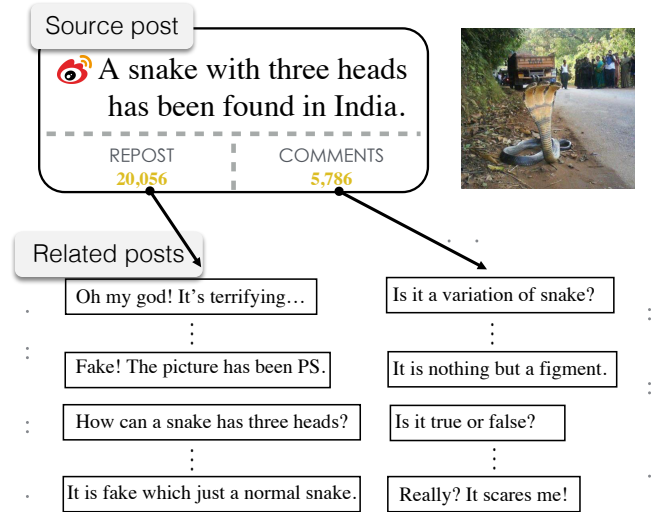 Source post
A snake with three heads
has been found in India.
REPOST
COMMENTS
20,056
5,786
Related posts
Oh my god! It's terrifying…
Is it a variation of snake?
Fake! The picture has been PS.
It is nothing but a figment.
How can a snake has three heads?
Is it true or false?
It is fake which just a normal snake.
Really? It scares me!